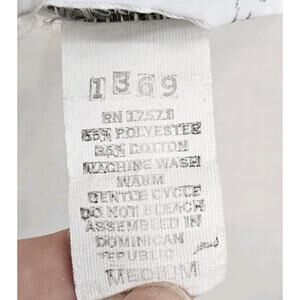 1369
RN 17571
65% POLYESTER
35% COTTON
MACHINE WASH
WARM
GENTLE CYCLE
DO NOT BLEACH
ASSEMBLED IN
DOMINICAN
REPUBLIC
MEDIUM